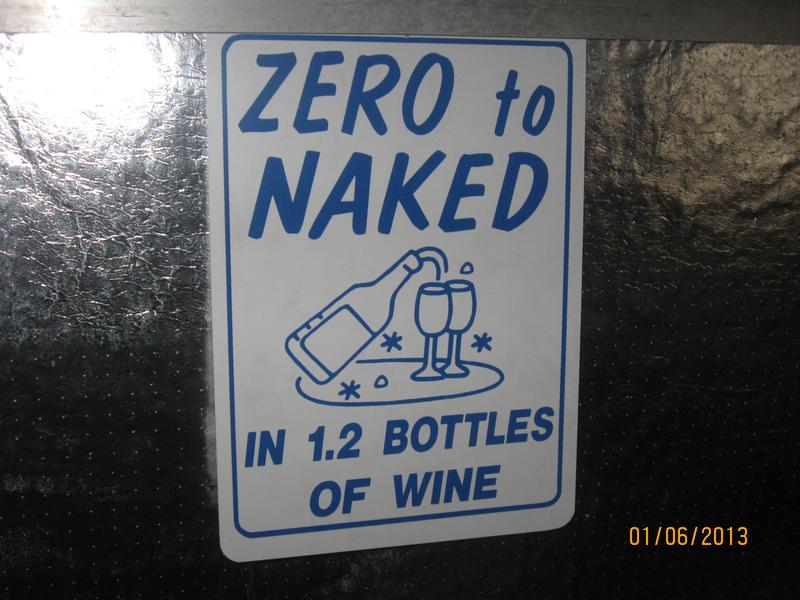 ZERO to
NAKED
IN 1.2 BOTTLES
OF WINE
01/06/2013